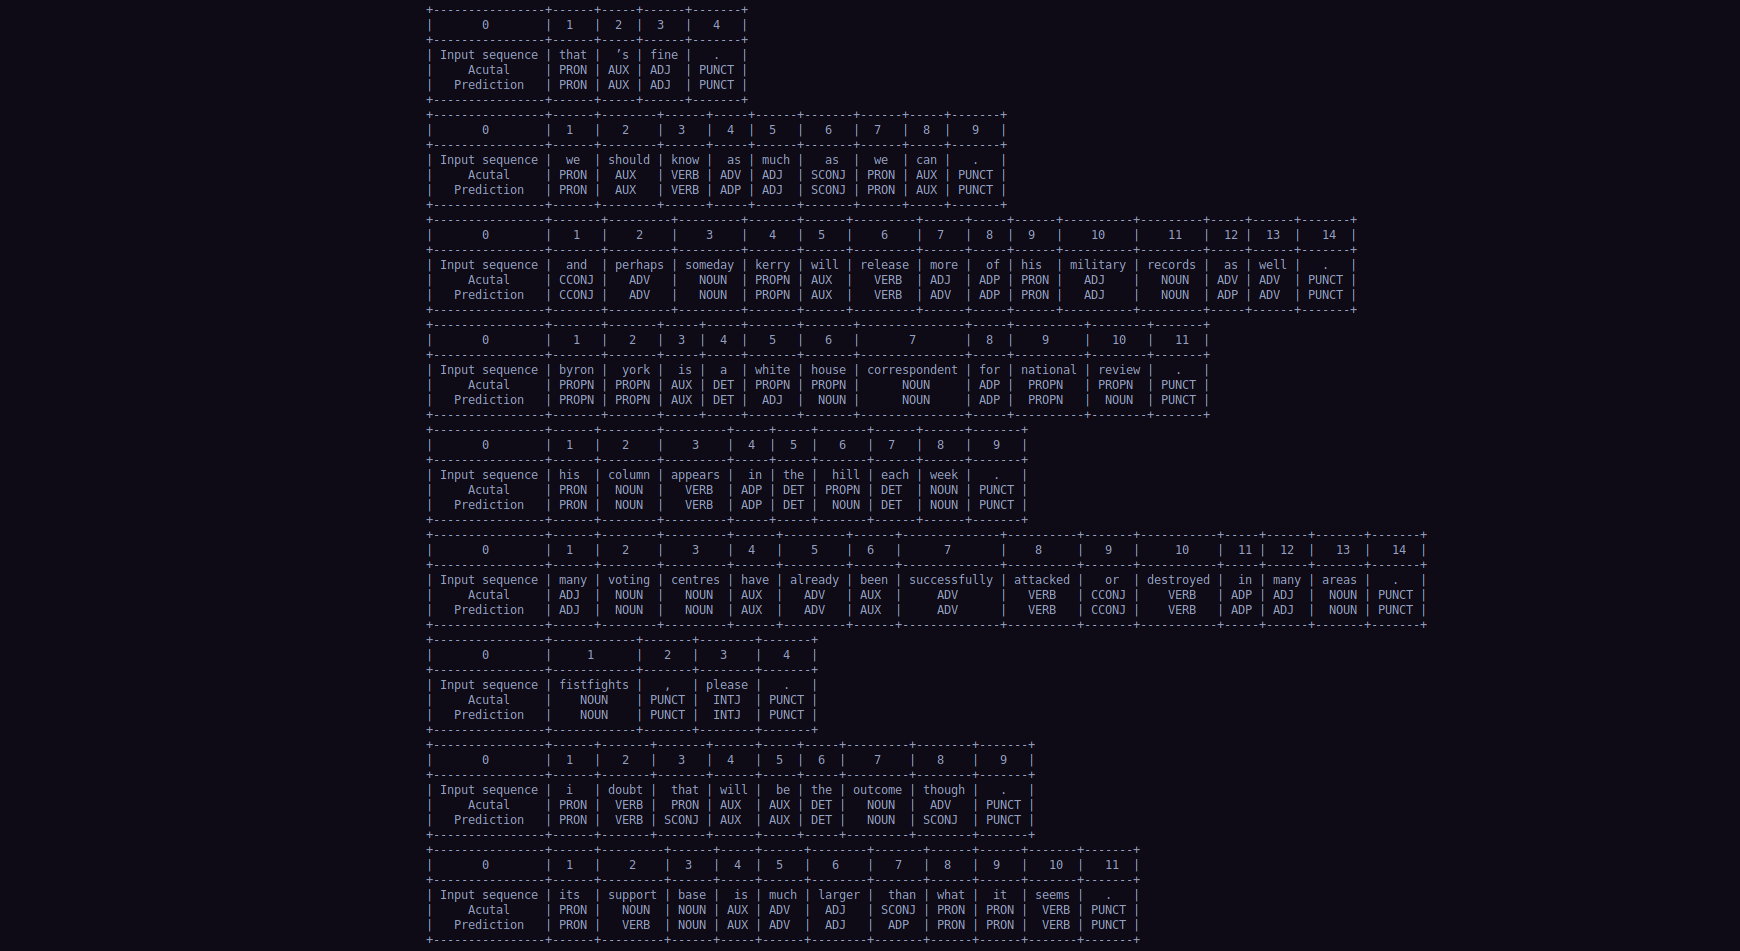 +----------------+------+-----+------+-------+
|       0        |  1   |  2  |  3   |   4   |
+----------------+------+-----+------+-------+
| Input sequence | that |  ’s | fine |   .   |
|     Acutal     | PRON | AUX | ADJ  | PUNCT |
|   Prediction   | PRON | AUX | ADJ  | PUNCT |
+----------------+------+-----+------+-------+
+----------------+------+--------+------+-----+------+-------+------+-----+-------+
|       0        |  1   |   2    |  3   |  4  |  5   |   6   |  7   |  8  |   9   |
+----------------+------+--------+------+-----+------+-------+------+-----+-------+
| Input sequence |  we  | should | know |  as | much |   as  |  we  | can |   .   |
|     Acutal     | PRON |  AUX   | VERB | ADV | ADJ  | SCONJ | PRON | AUX | PUNCT |
|   Prediction   | PRON |  AUX   | VERB | ADP | ADJ  | SCONJ | PRON | AUX | PUNCT |
+----------------+------+--------+------+-----+------+-------+------+-----+-------+
+----------------+-------+---------+---------+-------+------+---------+------+-----+------+----------+---------+-----+------+-------+
|       0        |   1   |    2    |    3    |   4   |  5   |    6    |  7   |  8  |  9   |    10    |    11   |  12 |  13  |   14  |
+----------------+-------+---------+---------+-------+------+---------+------+-----+------+----------+---------+-----+------+-------+
| Input sequence |  and  | perhaps | someday | kerry | will | release | more |  of | his  | military | records |  as | well |   .   |
|     Acutal     | CCONJ |   ADV   |   NOUN  | PROPN | AUX  |   VERB  | ADJ  | ADP | PRON |   ADJ    |   NOUN  | ADV | ADV  | PUNCT |
|   Prediction   | CCONJ |   ADV   |   NOUN  | PROPN | AUX  |   VERB  | ADV  | ADP | PRON |   ADJ    |   NOUN  | ADP | ADV  | PUNCT |
+----------------+-------+---------+---------+-------+------+---------+------+-----+------+----------+---------+-----+------+-------+
+----------------+-------+-------+-----+-----+-------+-------+---------------+-----+----------+--------+-------+
|       0        |   1   |   2   |  3  |  4  |   5   |   6   |       7       |  8  |    9     |   10   |   11  |
+----------------+-------+-------+-----+-----+-------+-------+---------------+-----+----------+--------+-------+
| Input sequence | byron |  york |  is |  a  | white | house | correspondent | for | national | review |   .   |
|     Acutal     | PROPN | PROPN | AUX | DET | PROPN | PROPN |      NOUN     | ADP |  PROPN   | PROPN  | PUNCT |
|   Prediction   | PROPN | PROPN | AUX | DET |  ADJ  |  NOUN |      NOUN     | ADP |  PROPN   |  NOUN  | PUNCT |
+----------------+-------+-------+-----+-----+-------+-------+---------------+-----+----------+--------+-------+
+----------------+------+--------+---------+-----+-----+-------+------+------+-------+
|       0        |  1   |   2    |    3    |  4  |  5  |   6   |  7   |  8   |   9   |
+----------------+------+--------+---------+-----+-----+-------+------+------+-------+
| Input sequence | his  | column | appears |  in | the |  hill | each | week |   .   |
|     Acutal     | PRON |  NOUN  |   VERB  | ADP | DET | PROPN | DET  | NOUN | PUNCT |
|   Prediction   | PRON |  NOUN  |   VERB  | ADP | DET |  NOUN | DET  | NOUN | PUNCT |
+----------------+------+--------+---------+-----+-----+-------+------+------+-------+
+----------------+------+--------+---------+------+---------+------+--------------+----------+-------+-----------+-----+------+-------+-------+
|       0        |  1   |   2    |    3    |  4   |    5    |  6   |      7       |    8     |   9   |     10    |  11 |  12  |   13  |   14  |
+----------------+------+--------+---------+------+---------+------+--------------+----------+-------+-----------+-----+------+-------+-------+
| Input sequence | many | voting | centres | have | already | been | successfully | attacked |   or  | destroyed |  in | many | areas |   .   |
|     Acutal     | ADJ  |  NOUN  |   NOUN  | AUX  |   ADV   | AUX  |     ADV      |   VERB   | CCONJ |    VERB   | ADP | ADJ  |  NOUN | PUNCT |
|   Prediction   | ADJ  |  NOUN  |   NOUN  | AUX  |   ADV   | AUX  |     ADV      |   VERB   | CCONJ |    VERB   | ADP | ADJ  |  NOUN | PUNCT |
+----------------+------+--------+---------+------+---------+------+--------------+----------+-------+-----------+-----+------+-------+-------+
+----------------+------------+-------+--------+-------+
|       0        |     1      |   2   |   3    |   4   |
+----------------+------------+-------+--------+-------+
| Input sequence | fistfights |   ,   | please |   .   |
|     Acutal     |    NOUN    | PUNCT |  INTJ  | PUNCT |
|   Prediction   |    NOUN    | PUNCT |  INTJ  | PUNCT |
+----------------+------------+-------+--------+-------+
+----------------+------+-------+-------+------+-----+-----+---------+--------+-------+
|       0        |  1   |   2   |   3   |  4   |  5  |  6  |    7    |   8    |   9   |
+----------------+------+-------+-------+------+-----+-----+---------+--------+-------+
| Input sequence |  i   | doubt |  that | will |  be | the | outcome | though |   .   |
|     Acutal     | PRON |  VERB |  PRON | AUX  | AUX | DET |   NOUN  |  ADV   | PUNCT |
|   Prediction   | PRON |  VERB | SCONJ | AUX  | AUX | DET |   NOUN  | SCONJ  | PUNCT |
+----------------+------+-------+-------+------+-----+-----+---------+--------+-------+
+----------------+------+---------+------+-----+------+--------+-------+------+------+-------+-------+
|       0        |  1   |    2    |  3   |  4  |  5   |   6    |   7   |  8   |  9   |   10  |   11  |
+----------------+------+---------+------+-----+------+--------+-------+------+------+-------+-------+
| Input sequence | its  | support | base |  is | much | larger |  than | what |  it  | seems |   .   |
|     Acutal     | PRON |   NOUN  | NOUN | AUX | ADV  |  ADJ   | SCONJ | PRON | PRON |  VERB | PUNCT |
|   Prediction   | PRON |   VERB  | NOUN | AUX | ADV  |  ADJ   |  ADP  | PRON | PRON |  VERB | PUNCT |
+----------------+------+---------+------+-----+------+--------+-------+------+------+-------+-------+